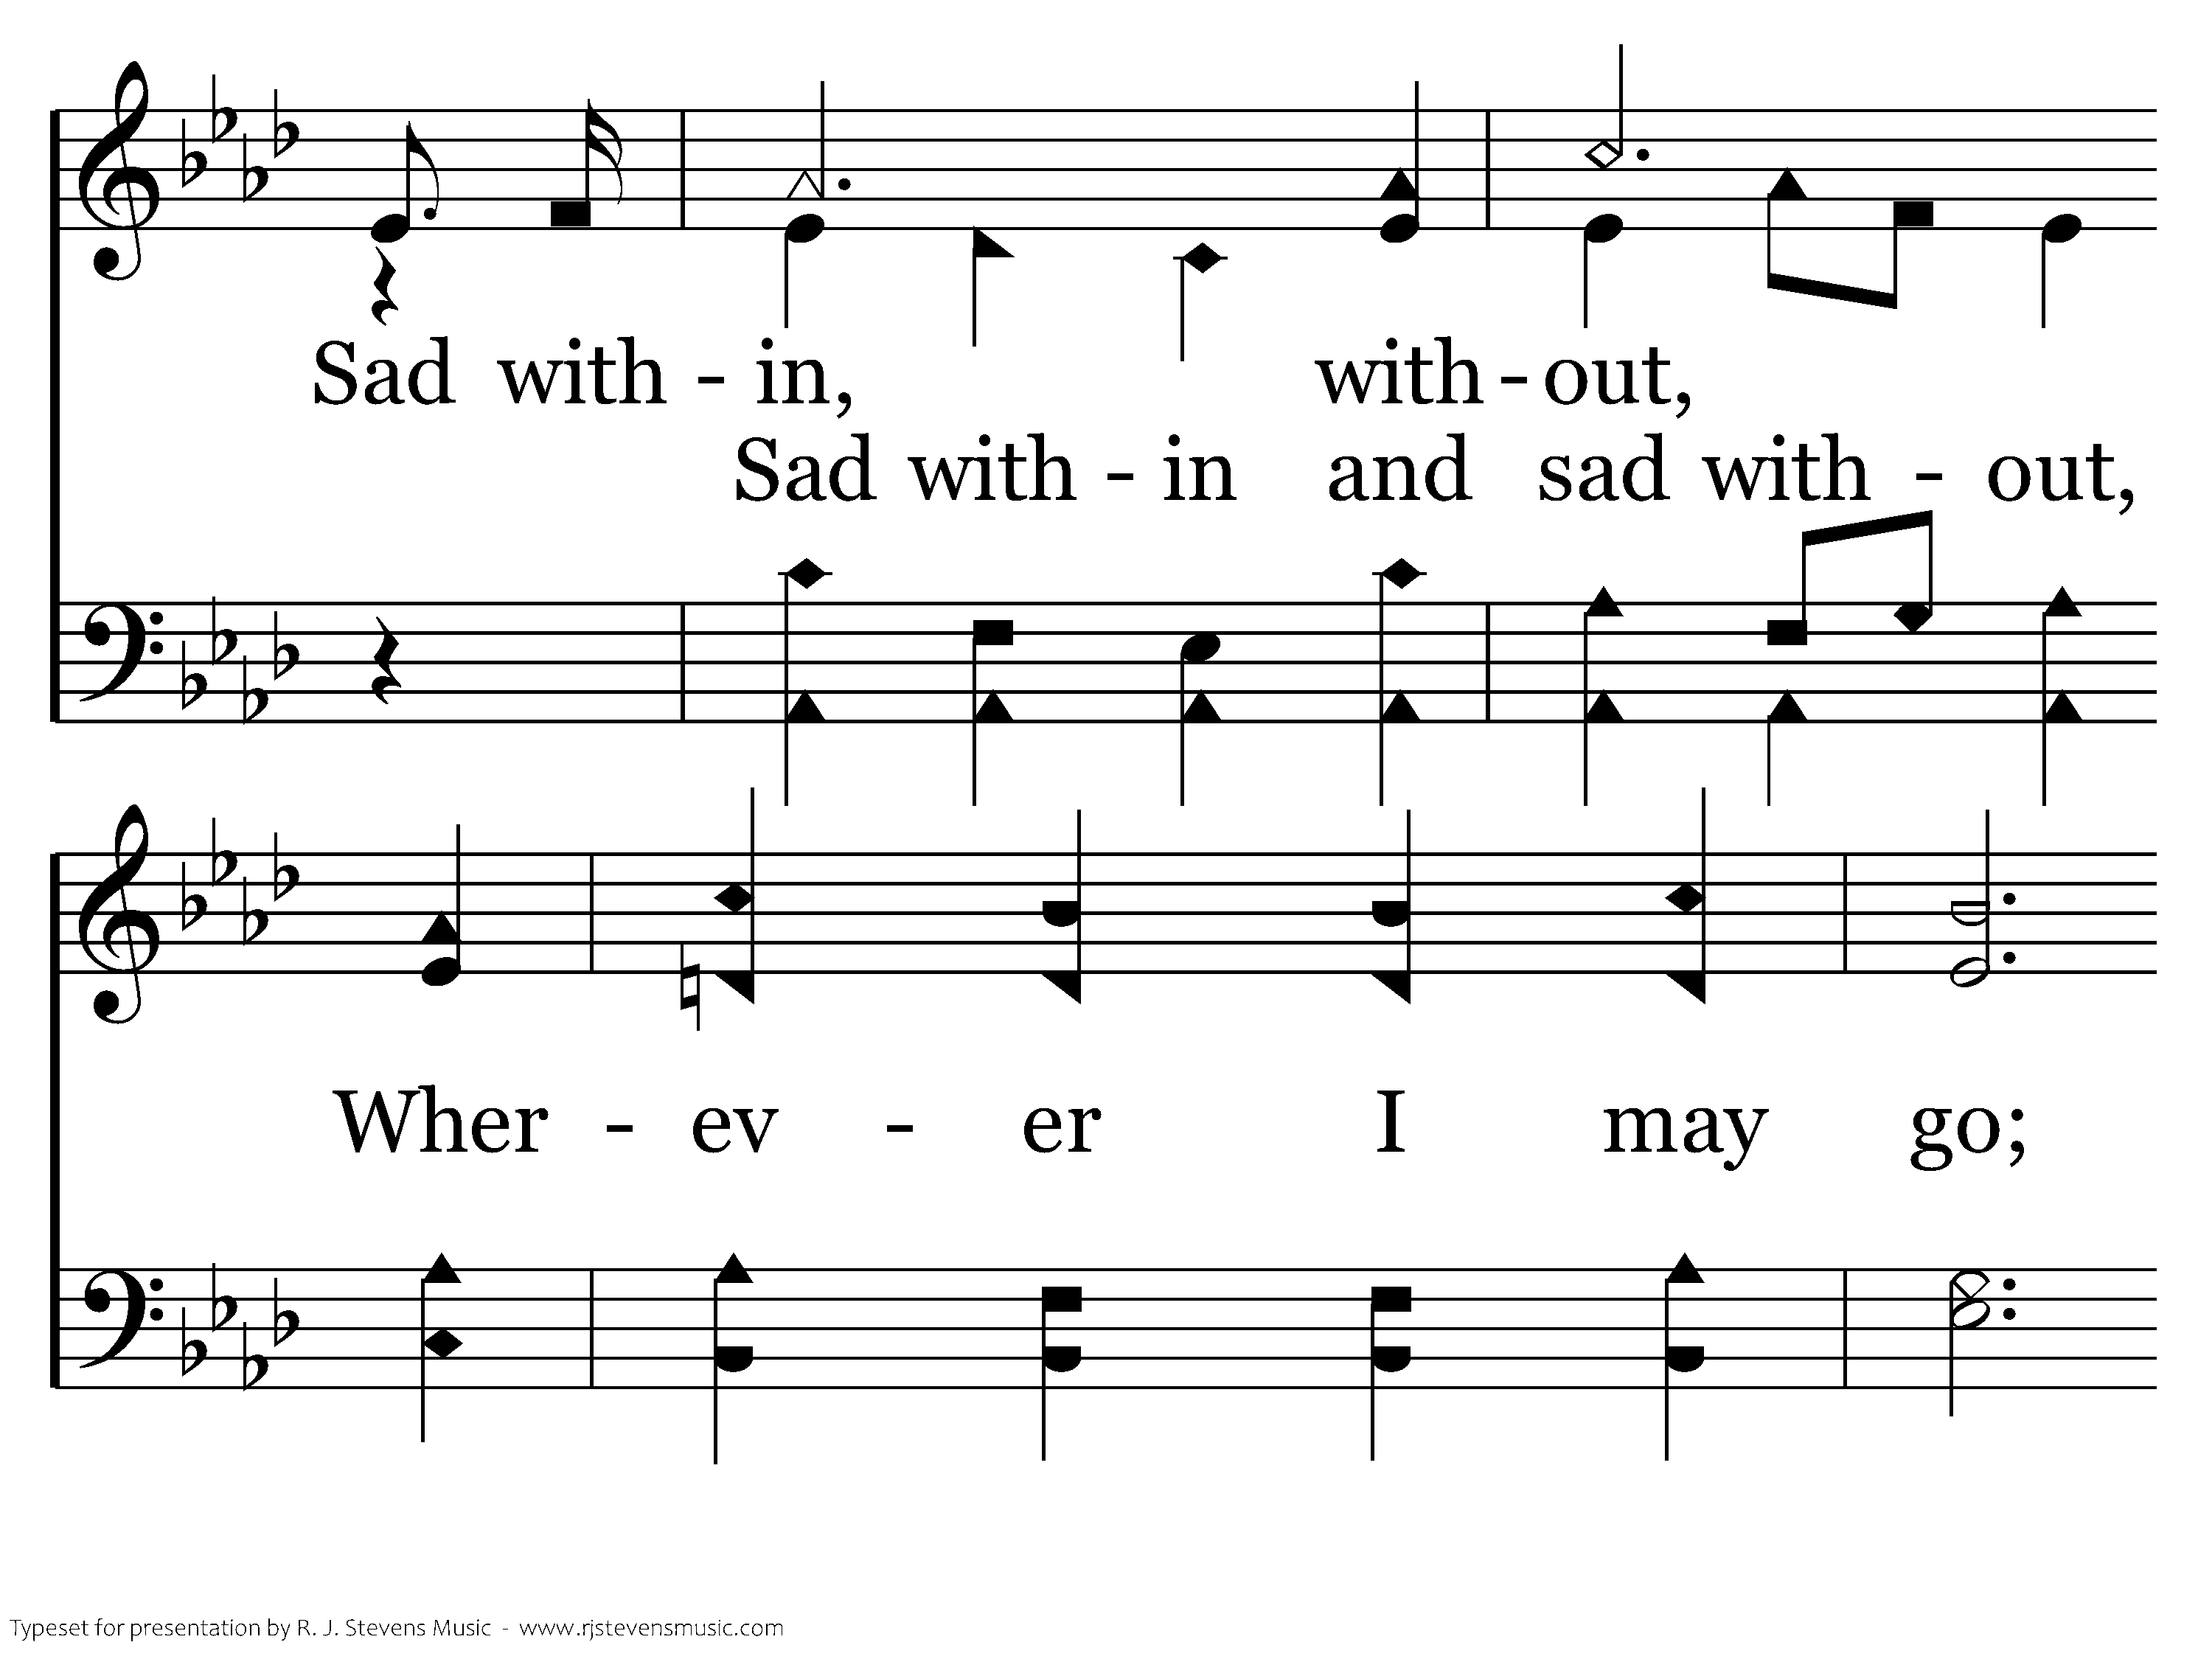 Sad with - in, with - out,
Sad with - in and sad with - out,
Wher - ev - er I may go;
Typeset for presentation by R. J. Stevens Music - www.rjstevensmusic.com